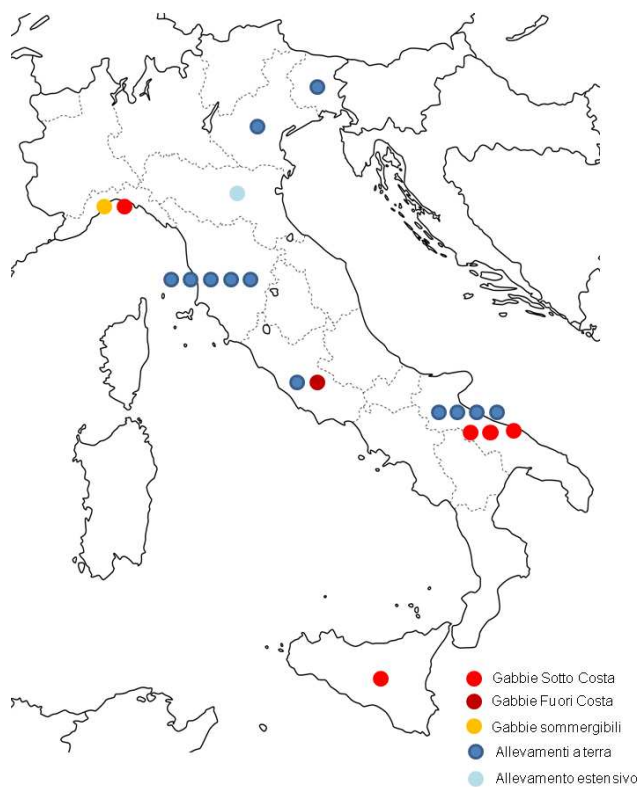 Gabbie Sotto Costa
Gabbie Fuori Costa
Gabbie sommergibili
Allevamenti a terra
Allevamento estensivo